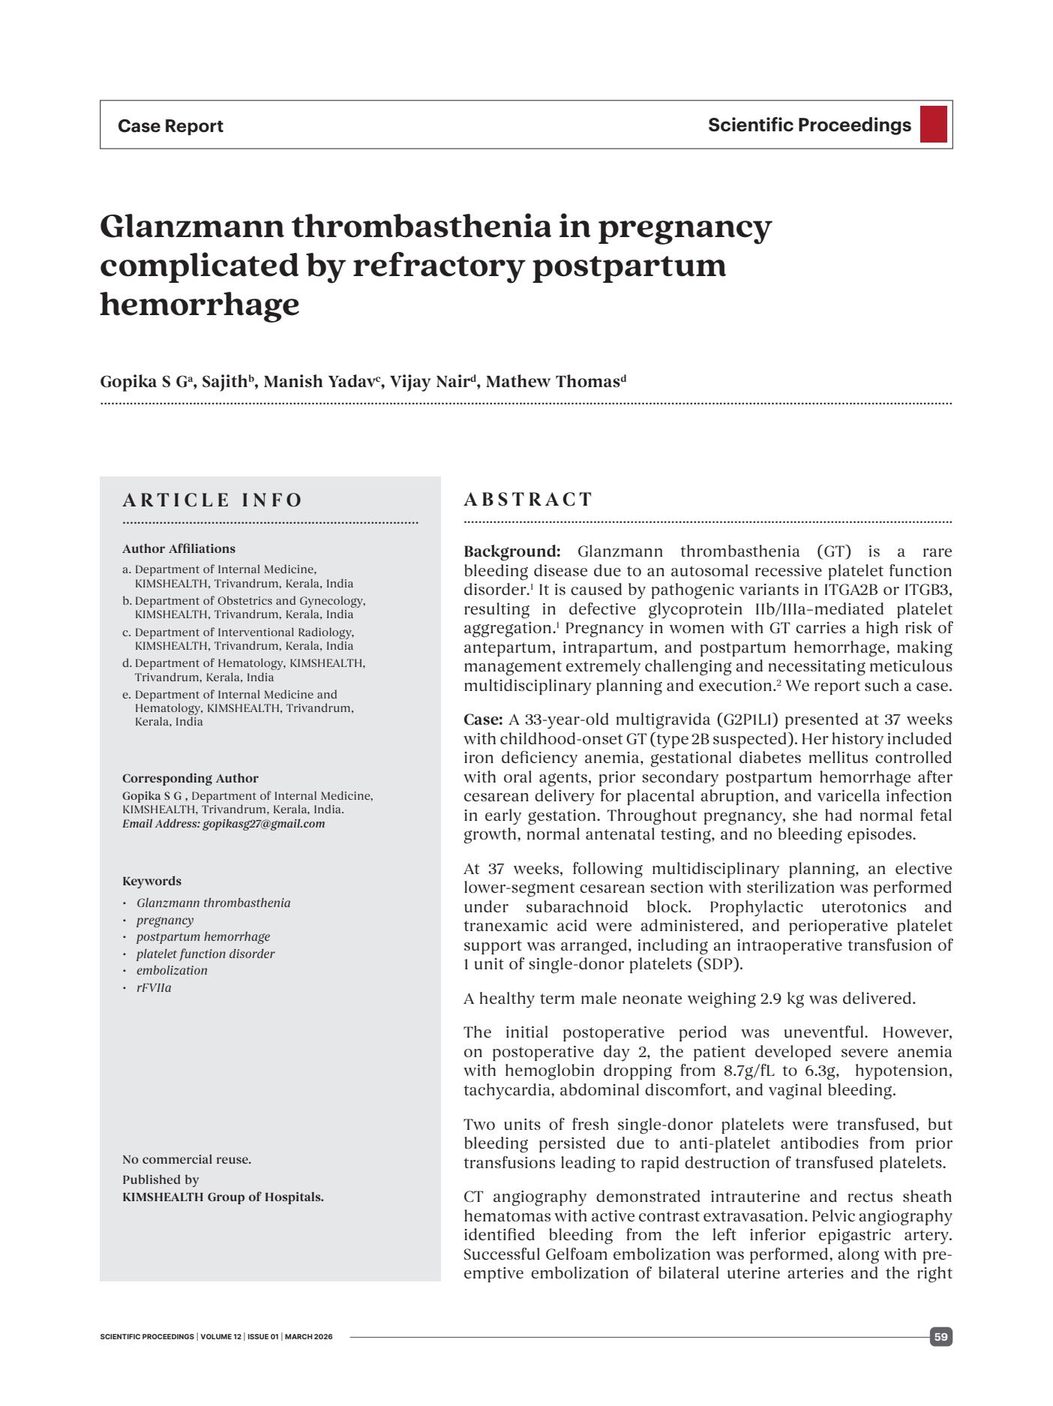 Case Report
Scientific Proceedings
Glanzmann thrombasthenia in pregnancy
complicated by refractory postpartum
hemorrhage
Gopika S Gᵃ, Sajithᵇ, Manish Yadavᶜ, Vijay Nairᵈ, Mathew Thomasᵈ
ARTICLE INFO
Author Affiliations
a. Department of Internal Medicine,
KIMSHEALTH, Trivandrum, Kerala, India
b. Department of Obstetrics and Gynecology,
KIMSHEALTH, Trivandrum, Kerala, India
c. Department of Interventional Radiology,
KIMSHEALTH, Trivandrum, Kerala, India
d. Department of Hematology, KIMSHEALTH,
Trivandrum, Kerala, India
e. Department of Internal Medicine and
Hematology, KIMSHEALTH, Trivandrum,
Kerala, India
Corresponding Author
Gopika S G , Department of Internal Medicine,
KIMSHEALTH, Trivandrum, Kerala, India.
Email Address: gopikasg27@gmail.com
Keywords
• Glanzmann thrombasthenia
• pregnancy
• postpartum hemorrhage
• platelet function disorder
• embolization
• rFVIIa
No commercial reuse.
Published by
KIMSHEALTH Group of Hospitals.
ABSTRACT
Background: Glanzmann thrombasthenia (GT) is a rare
bleeding disease due to an autosomal recessive platelet function
disorder.¹ It is caused by pathogenic variants in ITGA2B or ITGB3,
resulting in defective glycoprotein IIb/IIIa–mediated platelet
aggregation.¹ Pregnancy in women with GT carries a high risk of
antepartum, intrapartum, and postpartum hemorrhage, making
management extremely challenging and necessitating meticulous
multidisciplinary planning and execution.² We report such a case.
Case: A 33-year-old multigravida (G2P1L1) presented at 37 weeks
with childhood-onset GT (type 2B suspected). Her history included
iron deficiency anemia, gestational diabetes mellitus controlled
with oral agents, prior secondary postpartum hemorrhage after
cesarean delivery for placental abruption, and varicella infection
in early gestation. Throughout pregnancy, she had normal fetal
growth, normal antenatal testing, and no bleeding episodes.
At 37 weeks, following multidisciplinary planning, an elective
lower-segment cesarean section with sterilization was performed
under subarachnoid block. Prophylactic uterotonics and
tranexamic acid were administered, and perioperative platelet
support was arranged, including an intraoperative transfusion of
1 unit of single-donor platelets (SDP).
A healthy term male neonate weighing 2.9 kg was delivered.
The initial postoperative period was uneventful. However,
on postoperative day 2, the patient developed severe anemia
with hemoglobin dropping from 8.7g/fL to 6.3g, hypotension,
tachycardia, abdominal discomfort, and vaginal bleeding.
Two units of fresh single-donor platelets were transfused, but
bleeding persisted due to anti-platelet antibodies from prior
transfusions leading to rapid destruction of transfused platelets.
CT angiography demonstrated intrauterine and rectus sheath
hematomas with active contrast extravasation. Pelvic angiography
identified bleeding from the left inferior epigastric artery.
Successful Gelfoam embolization was performed, along with pre-
emptive embolization of bilateral uterine arteries and the right
SCIENTIFIC PROCEEDINGS | VOLUME 12 | ISSUE 01 | MARCH 2026
59